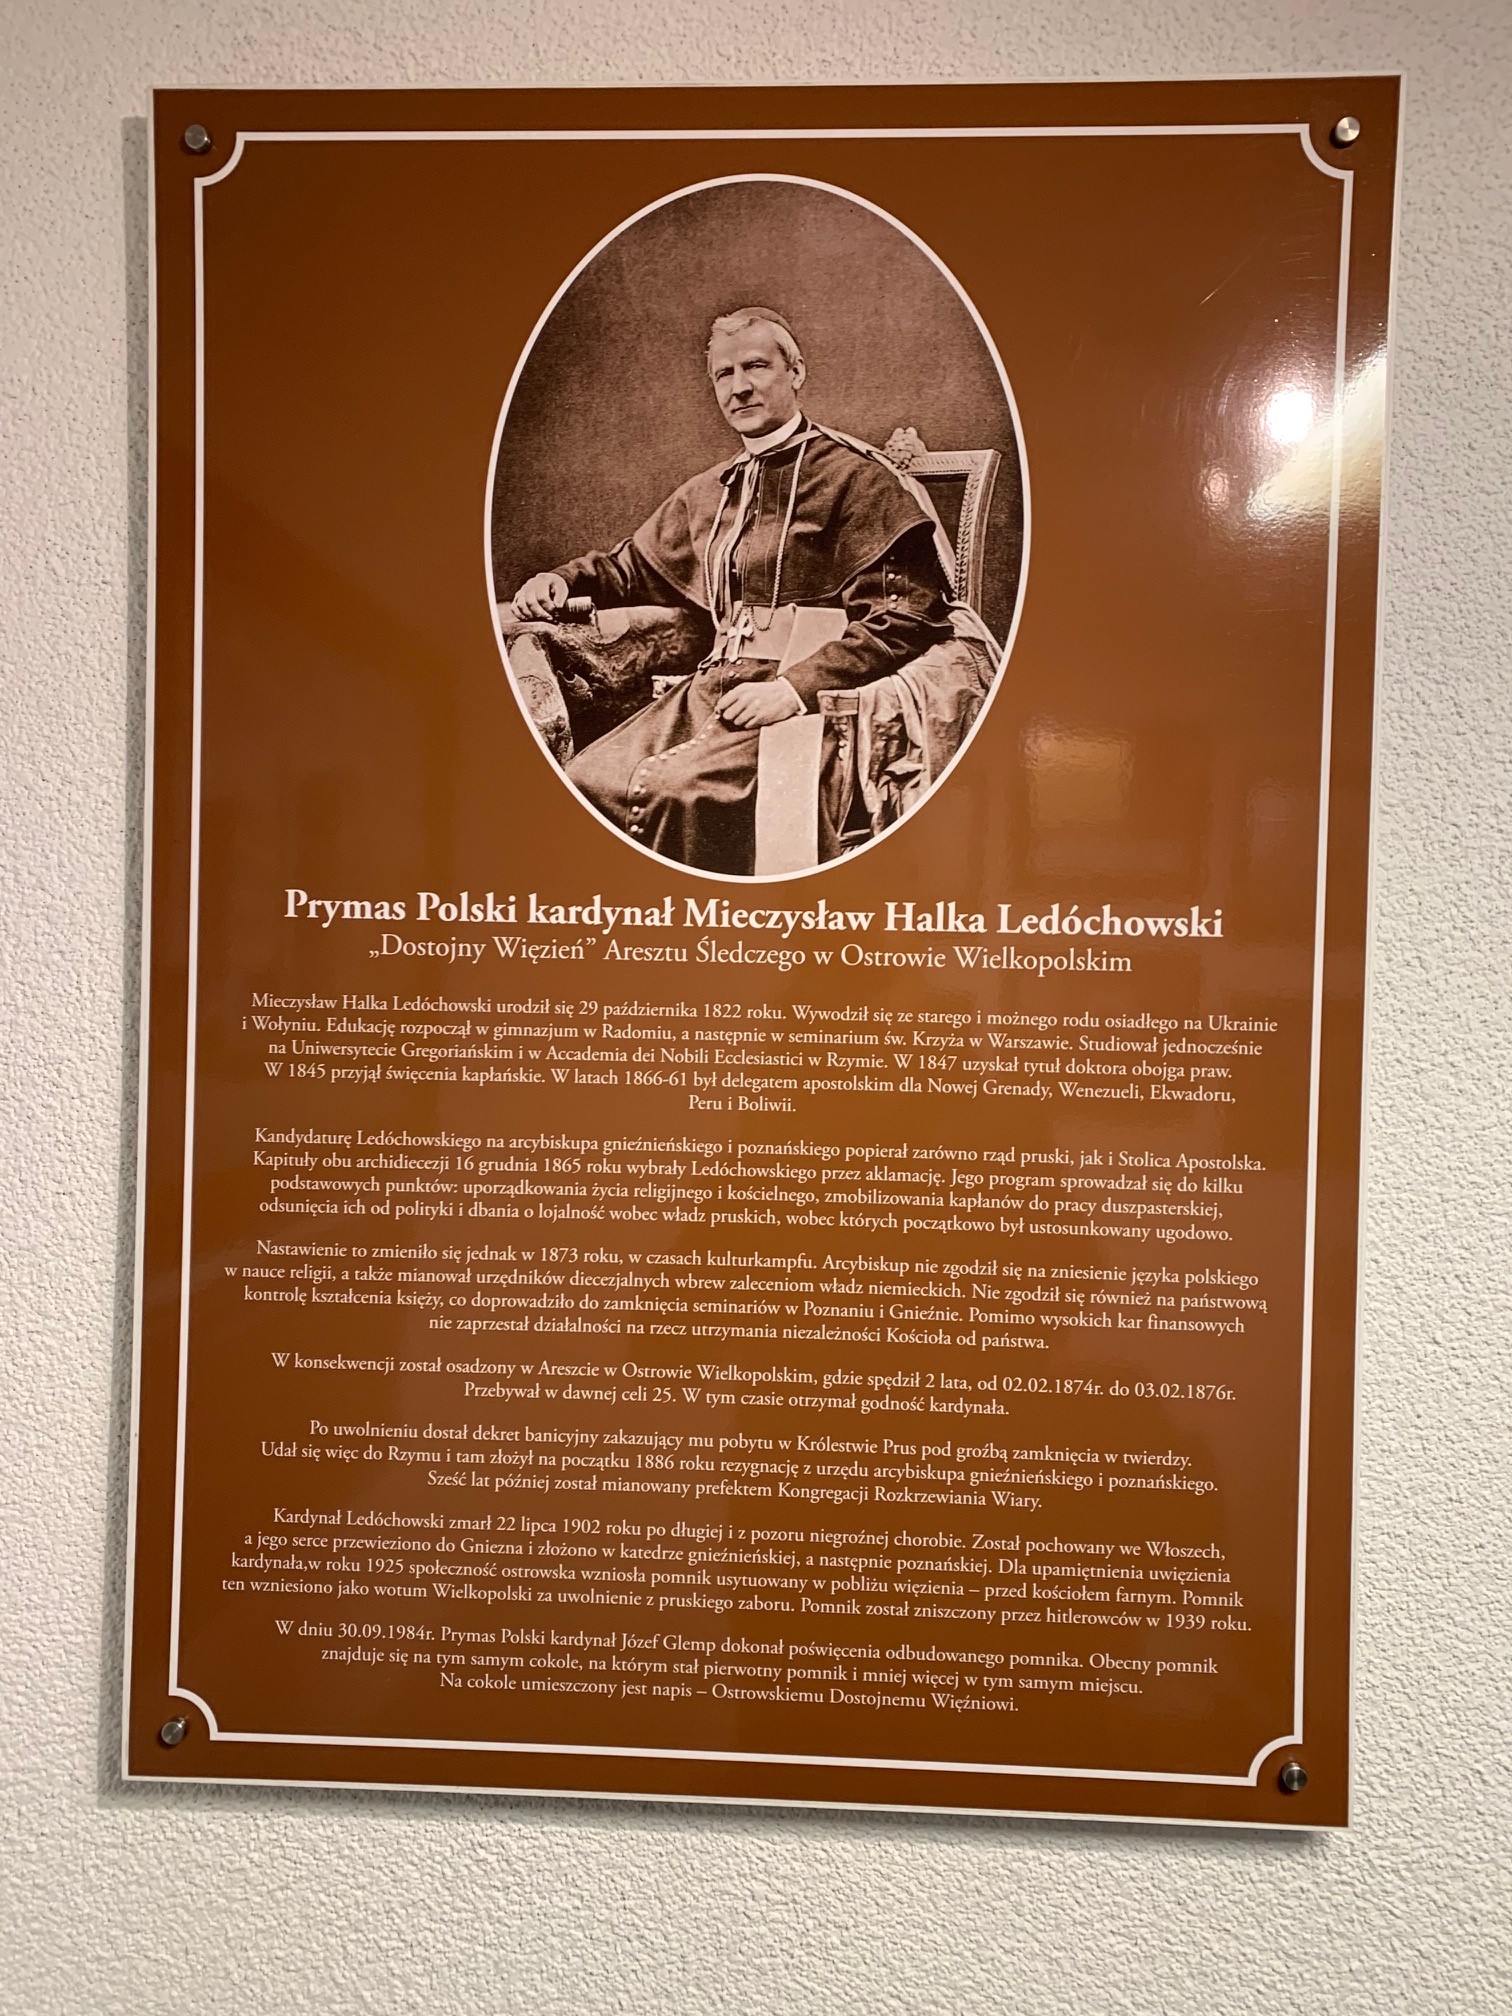 Prymas Polski kardynał Mieczysław Halka Ledóchowski
„Dostojny Więzień” Aresztu Śledczego w Ostrowie Wielkopolskim
Mieczysław Halka Ledóchowski urodził się 29 października 1822 roku. Wywodził się ze starego i możnego rodu osiadłego na Ukrainie
i Wołyniu. Edukację rozpoczął w gimnazjum w Radomiu, a następnie w seminarium św. Krzyża w Warszawie. Studiował jednocześnie
na Uniwersytecie Gregoriańskim i w Accademia dei Nobili Ecclesiastici w Rzymie. W 1847 uzyskał tytuł doktora obojga praw.
W 1845 przyjął święcenia kapłańskie. W latach 1866-61 był delegatem apostolskim dla Nowej Grenady, Wenezueli, Ekwadoru,
Peru i Boliwii.
Kandydaturę Ledóchowskiego na arcybiskupa gnieźnieńskiego i poznańskiego popierał zarówno rząd pruski, jak i Stolica Apostolska.
Kapituły obu archidiecezji 16 grudnia 1865 roku wybrały Ledóchowskiego przez aklamację. Jego program sprowadzał się do kilku
podstawowych punktów: uporządkowania życia religijnego i kościelnego, zmobilizowania kapłanów do pracy duszpasterskiej,
odsunięcia ich od polityki i dbania o lojalność wobec władz pruskich, wobec których początkowo był ustosunkowany ugodowo.
Nastawienie to zmieniło się jednak w 1873 roku, w czasach kulturkampfu. Arcybiskup nie zgodził się na zniesienie języka polskiego
w nauce religii, a także mianował urzędników diecezjalnych wbrew zaleceniom władz niemieckich. Nie zgodził się również na państwową
kontrolę kształcenia księży, co doprowadziło do zamknięcia seminariów w Poznaniu i Gnieźnie. Pomimo wysokich kar finansowych
nie zaprzestał działalności na rzecz utrzymania niezależności Kościoła od państwa.
W konsekwencji został osadzony w Areszcie w Ostrowie Wielkopolskim, gdzie spędził 2 lata, od 02.02.1874r. do 03.02.1876r.
Przebywał w dawnej celi 25. W tym czasie otrzymał godność kardynała.
Po uwolnieniu dostał dekret banicyjny zakazujący mu pobytu w Królestwie Prus pod groźbą zamknięcia w twierdzy.
Udał się więc do Rzymu i tam złożył na początku 1886 roku rezygnację z urzędu arcybiskupa gnieźnieńskiego i poznańskiego.
Sześć lat później został mianowany prefektem Kongregacji Rozkrzewiania Wiary.
Kardynał Ledóchowski zmarł 22 lipca 1902 roku po długiej i z pozoru niegroźnej chorobie. Został pochowany we Włoszech,
a jego serce przewieziono do Gniezna i złożono w katedrze gnieźnieńskiej, a następnie poznańskiej. Dla upamiętnienia uwięzienia
kardynała,w roku 1925 społeczność ostrowska wzniosła pomnik usytuowany w pobliżu więzienia – przed kościołem farnym. Pomnik
ten wzniesiono jako wotum Wielkopolski za uwolnienie z pruskiego zaboru. Pomnik został zniszczony przez hitlerowców w 1939 roku.
W dniu 30.09.1984r. Prymas Polski kardynał Józef Glemp dokonał poświęcenia odbudowanego pomnika. Obecny pomnik
znajduje się na tym samym cokole, na którym stał pierwotny pomnik i mniej więcej w tym samym miejscu.
Na cokole umieszczony jest napis – Ostrowskiemu Dostojnemu Więźniowi.